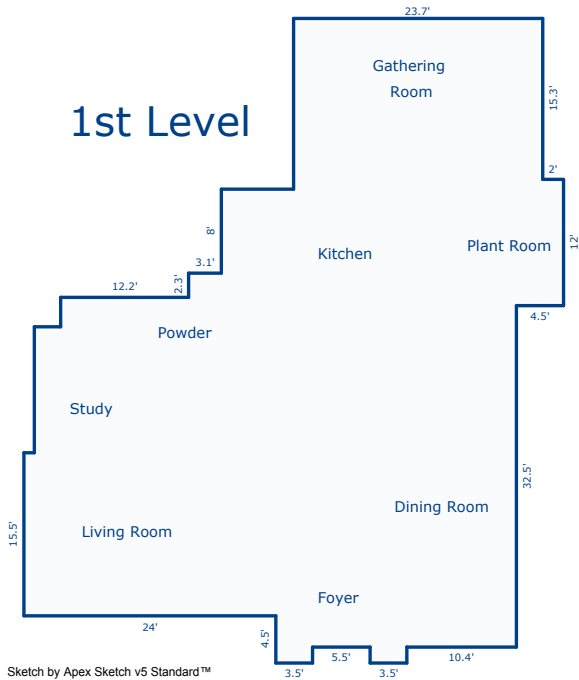 23.7'
Gathering
Room
15.3'
1st Level
2'
8'
12'
Plant Room
Kitchen
3.1'
2.3'
12.2'
4.5'
Powder
Study
32.5'
Dining Room
15.5'
Living Room
Foyer
24'
4.5'
5.5'
10.4'
3.5'
3.5'
Sketch by Apex Sketch v5 Standard™